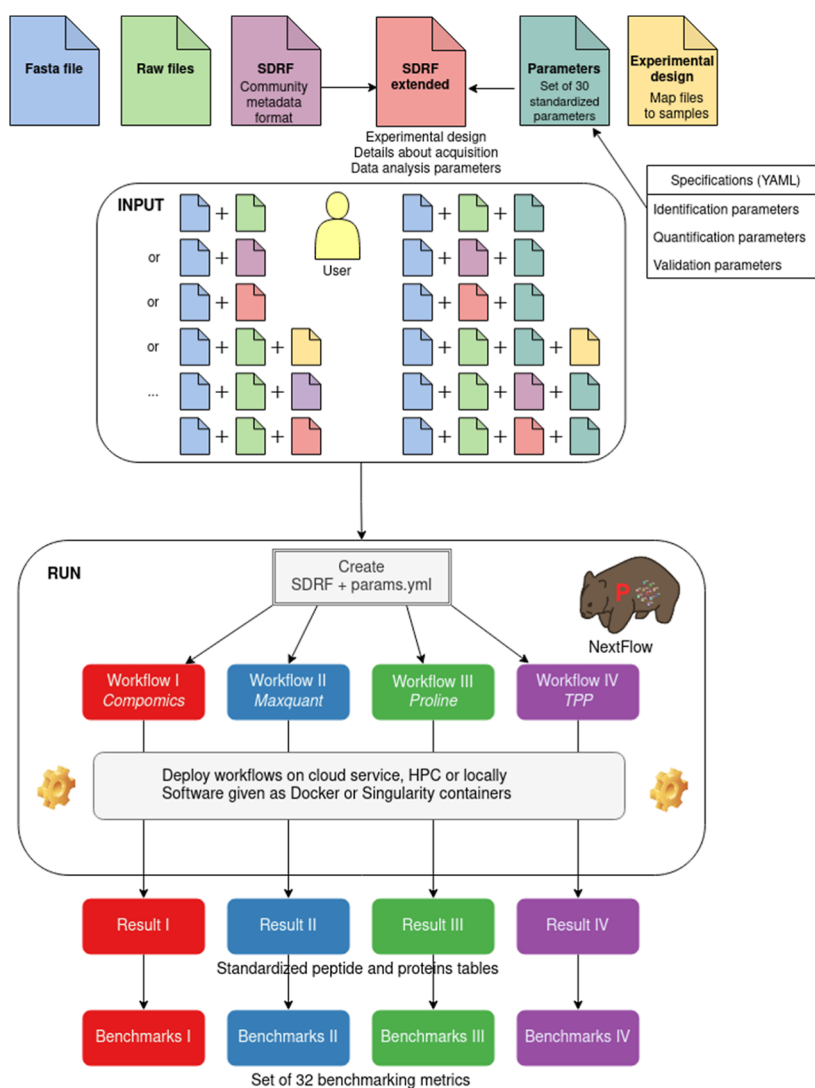 Fasta file
Raw files
SDRF
Community
metadata
format
SDRF
extended
Parameters
Set of 30
standardized
parameters
Experimental
design
Map files
to samples
Experimental design
Details about acquisition
Data analysis parameters
Specifications (YAML)
Identification parameters
Quantification parameters
Validation parameters
INPUT
+ + +
User
or + + +
or + + +
or + + + + +
... + + + + +
+ + + + +
RUN
Create
SDRF + params.yml
P
NextFlow
Workflow I
Compomics
Workflow II
Maxquant
Workflow III
Proline
Workflow IV
TPP
Deploy workflows on cloud service, HPC or locally
Software given as Docker or Singularity containers
Result I
Result II
Result III
Result IV
Standardized peptide and proteins tables
Benchmarks I
Benchmarks II
Benchmarks III
Benchmarks IV
Set of 32 benchmarking metrics